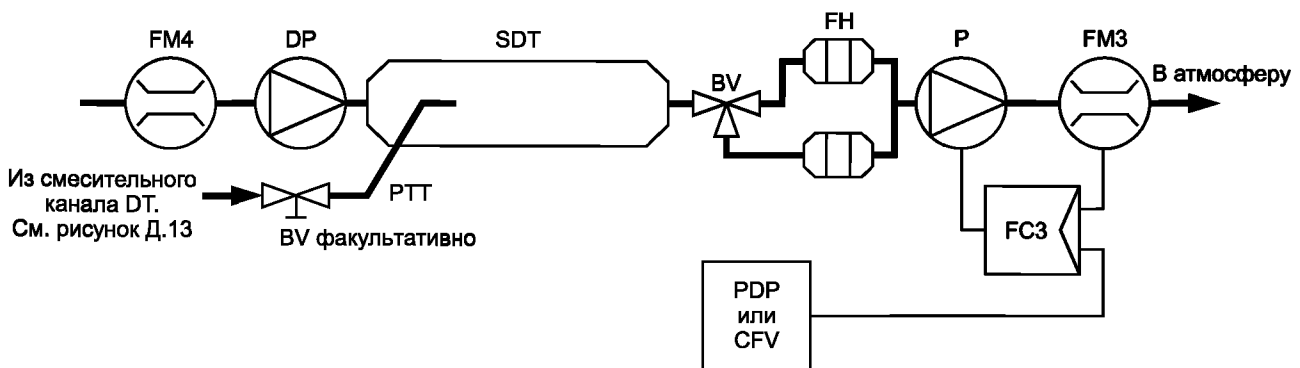 FM4
DP
SDT
BV
FH
P
FM3
В атмосферу
Из смесительного
канала DT.
См. рисунок Д.13
PTT
BV факультативно
FC3
PDP
или
CFV